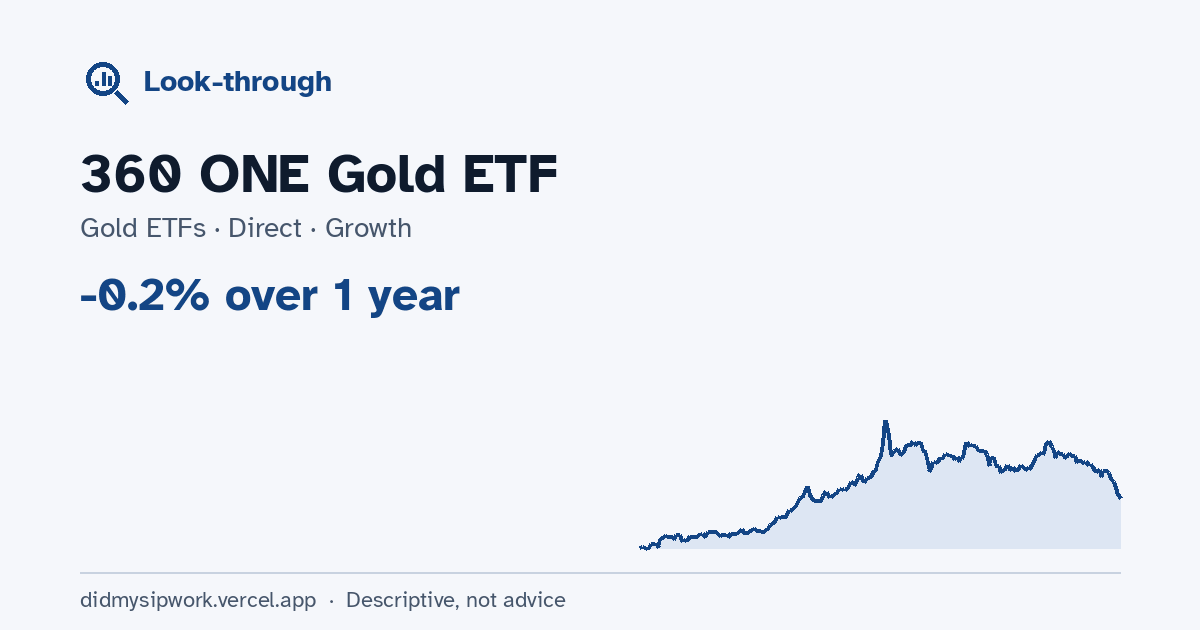 Look-through
360 ONE Gold ETF
Gold ETFs · Direct · Growth
-0.2% over 1 year
didmysipwork.vercel.app · Descriptive, not advice